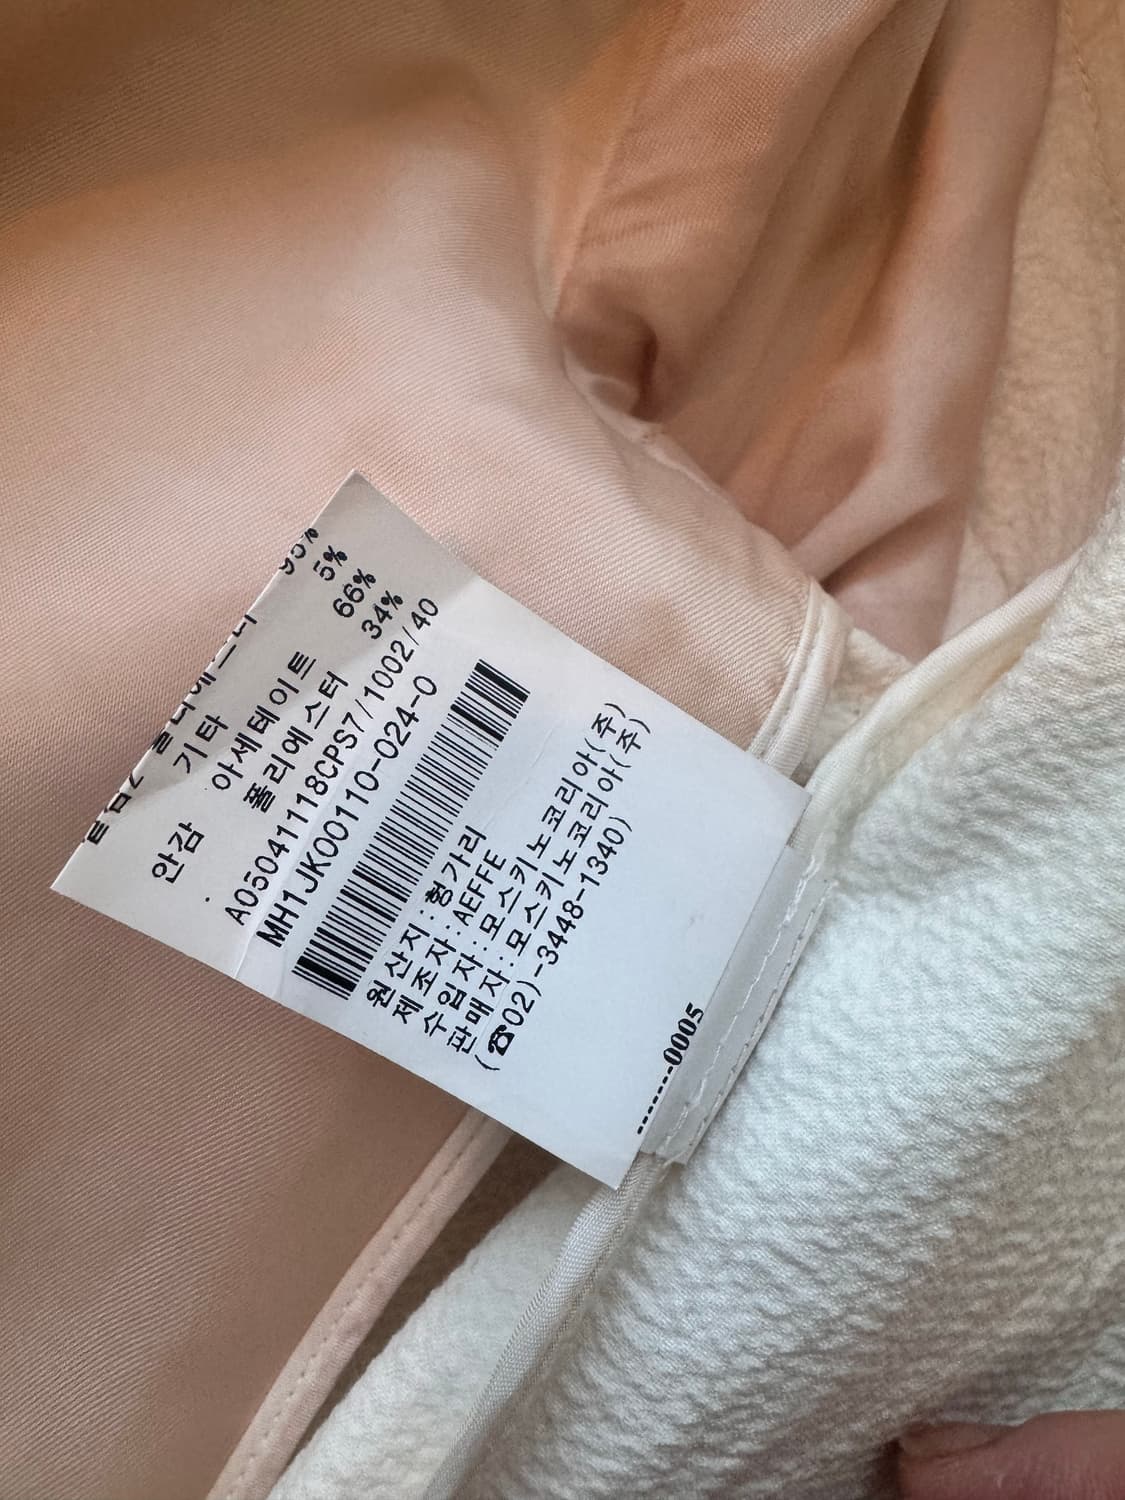 95%
기타 5%
안감 아세테이트 66%
폴리에스터 34%
A05041118CPS7/1002/40
MH1JK00110-024-0
원산지:헝가리
제조자:AEFFE
수입자:모스키노코리아(주)
판매자:모스키노코리아(주)
(☎02)-3448-1340)
-------0005